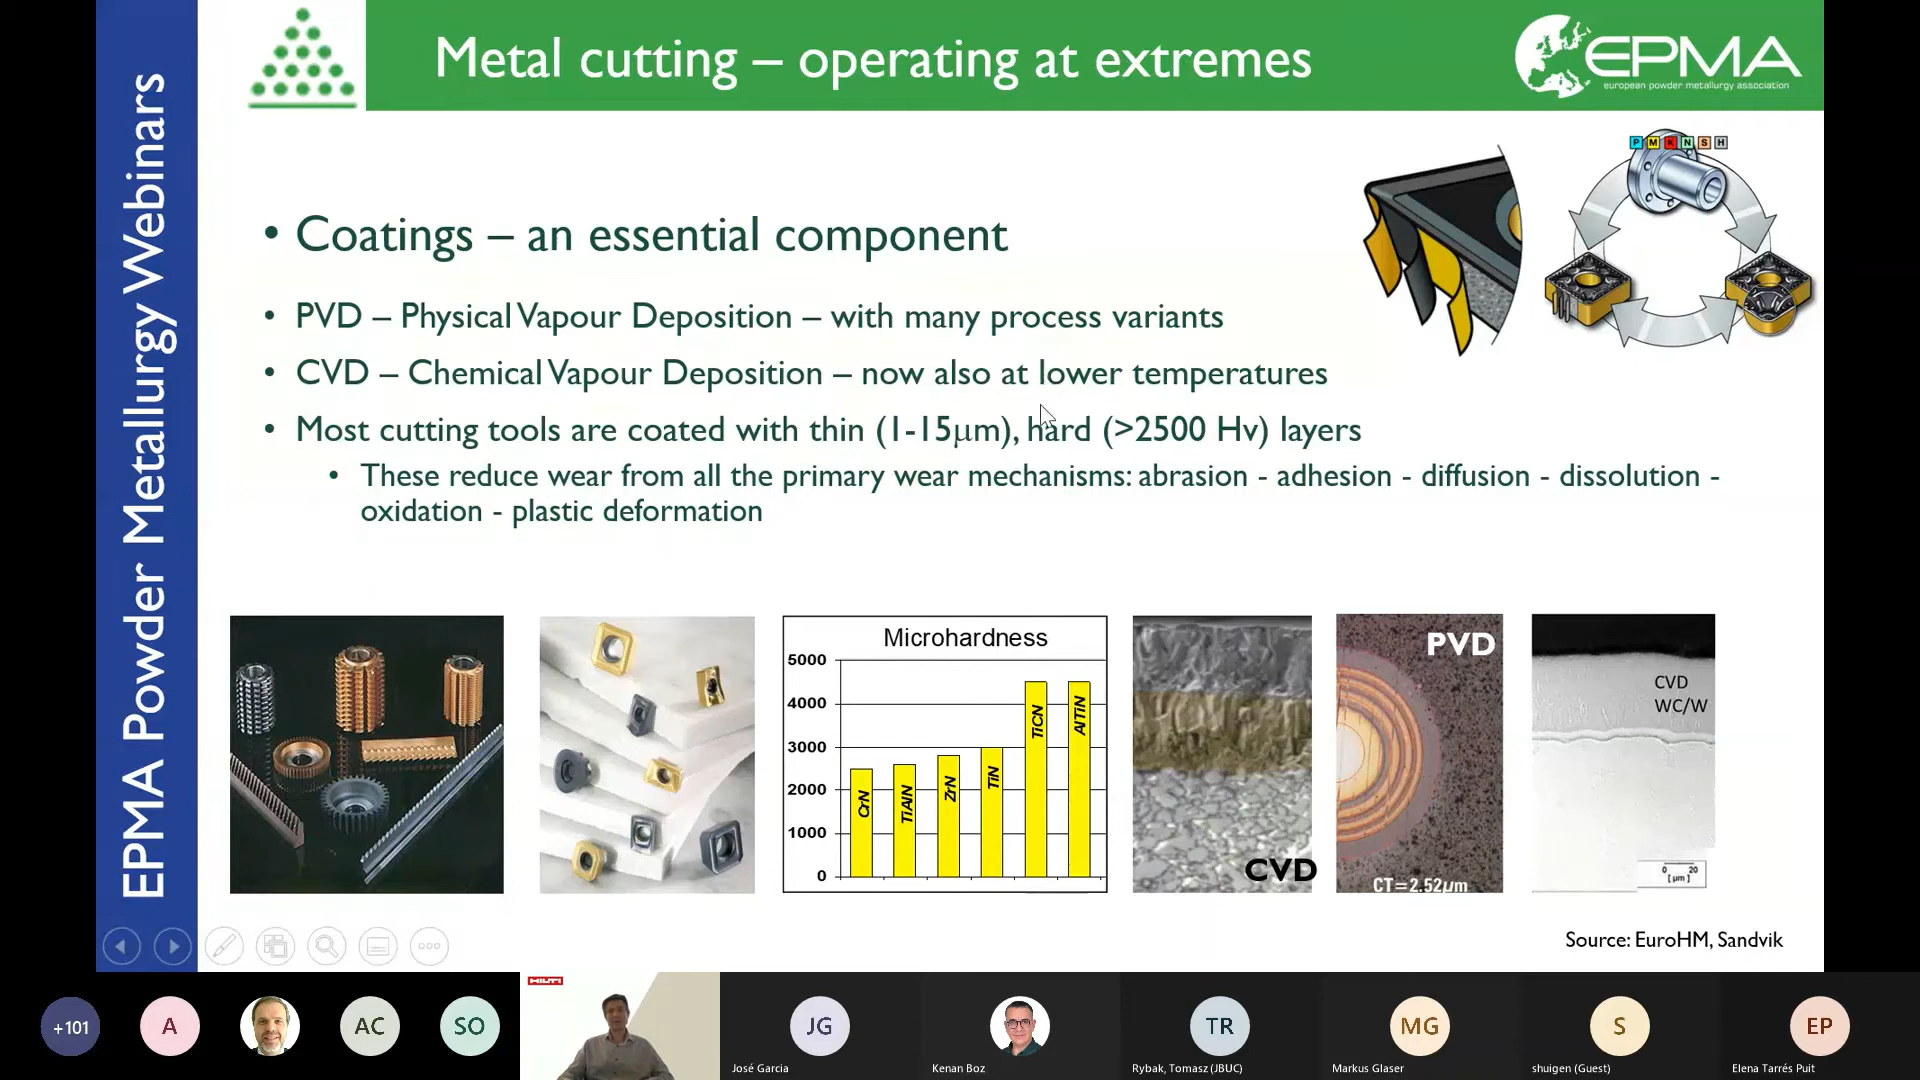 EPMA Powder Metallurgy Webinars
Metal cutting – operating at extremes
EPMA
european powder metallurgy association
P M K N S H
• Coatings – an essential component
• PVD – Physical Vapour Deposition – with many process variants
• CVD – Chemical Vapour Deposition – now also at lower temperatures
• Most cutting tools are coated with thin (1-15μm), hard (>2500 Hv) layers
• These reduce wear from all the primary wear mechanisms: abrasion - adhesion - diffusion - dissolution -
oxidation - plastic deformation
Microhardness
5000
4000
3000
2000
1000
0
CrN
TiAlN
ZrN
TiN
TiCN
AlTiN
CVD
PVD
CT=2.52μm
CVD
WC/W
0 20
[μm]
Source: EuroHM, Sandvik
+101
A
AC
SO
HILTI
JG
José Garcia
Kenan Boz
TR
Rybak, Tomasz (JBUC)
MG
Markus Glaser
S
shuigen (Guest)
EP
Elena Tarrés Puit